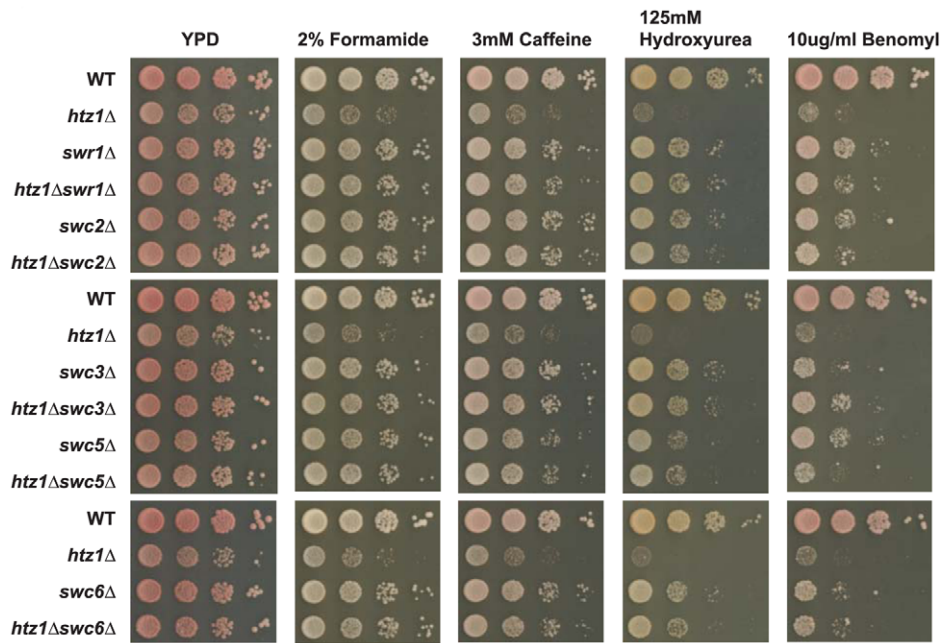 YPD 2% Formamide 3mM Caffeine 125mM Hydroxyurea 10ug/ml Benomyl
WT
htz1Δ
swr1Δ
htz1Δswr1Δ
swc2Δ
htz1Δswc2Δ
WT
htz1Δ
swc3Δ
htz1Δswc3Δ
swc5Δ
htz1Δswc5Δ
WT
htz1Δ
swc6Δ
htz1Δswc6Δ